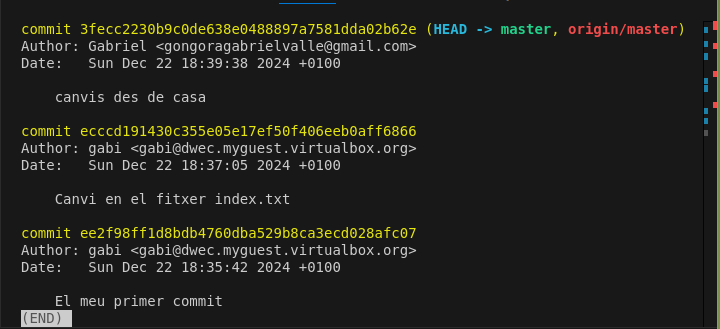 commit 3fecc2230b9c0de638e0488897a7581dda02b62e (HEAD -> master, origin/master)
Author: Gabriel <gongoragabrielvalle@gmail.com>
Date:   Sun Dec 22 18:39:38 2024 +0100
    canvis des de casa
commit ecccd191430c355e05e17ef50f406eeb0aff6866
Author: gabi <gabi@dwec.myguest.virtualbox.org>
Date:   Sun Dec 22 18:37:05 2024 +0100
    Canvi en el fitxer index.txt
commit ee2f98ff1d8bdb4760dba529b8ca3ecd028afc07
Author: gabi <gabi@dwec.myguest.virtualbox.org>
Date:   Sun Dec 22 18:35:42 2024 +0100
    El meu primer commit
(END)